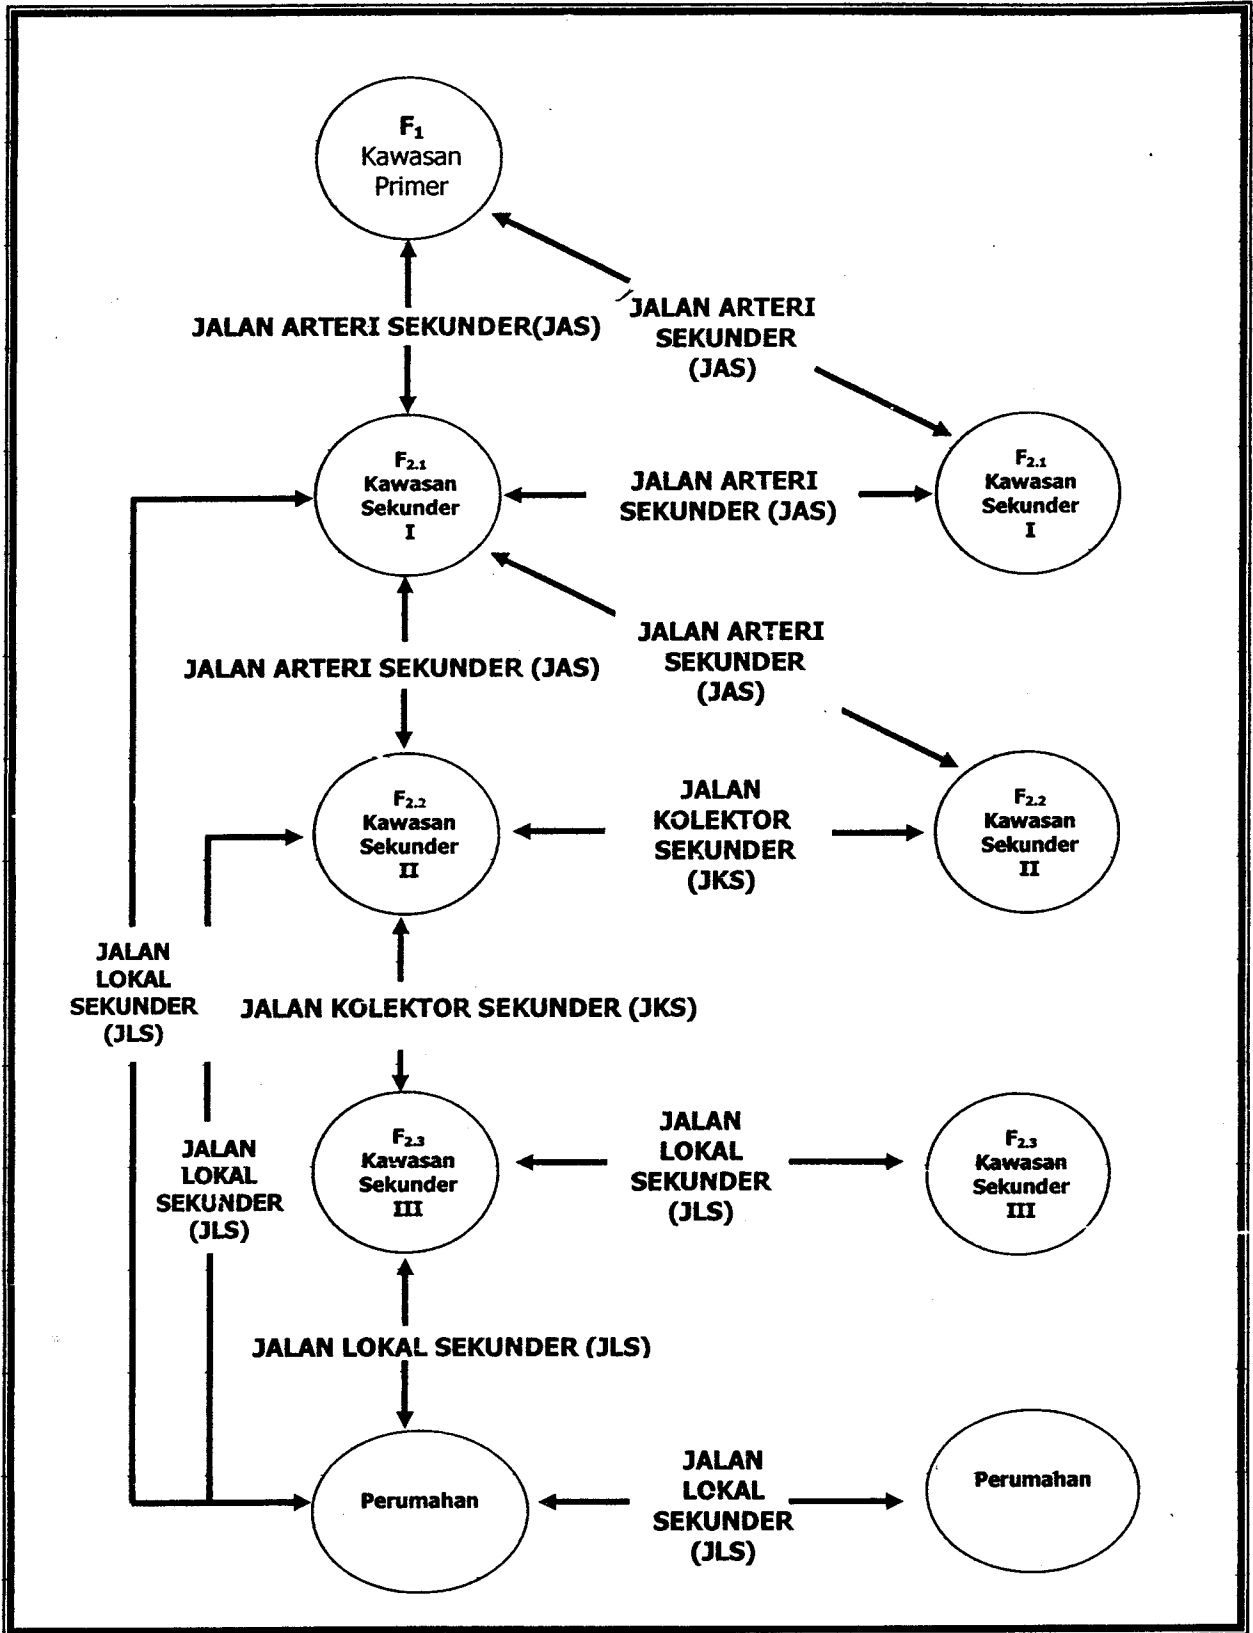 F1
Kawasan
Primer
JALAN ARTERI SEKUNDER(JAS)
JALAN ARTERI
SEKUNDER
(JAS)
F2.1
Kawasan
Sekunder
I
JALAN ARTERI
SEKUNDER (JAS)
F2.1
Kawasan
Sekunder
I
JALAN ARTERI SEKUNDER (JAS)
JALAN ARTERI
SEKUNDER
(JAS)
F2.2
Kawasan
Sekunder
II
JALAN
KOLEKTOR
SEKUNDER
(JKS)
F2.2
Kawasan
Sekunder
II
JALAN
LOKAL
SEKUNDER
(JLS)
JALAN KOLEKTOR SEKUNDER (JKS)
JALAN
LOKAL
SEKUNDER
(JLS)
F2.3
Kawasan
Sekunder
III
JALAN
LOKAL
SEKUNDER
(JLS)
F2.3
Kawasan
Sekunder
III
JALAN LOKAL SEKUNDER (JLS)
Perumahan
JALAN
LOKAL
SEKUNDER
(JLS)
Perumahan